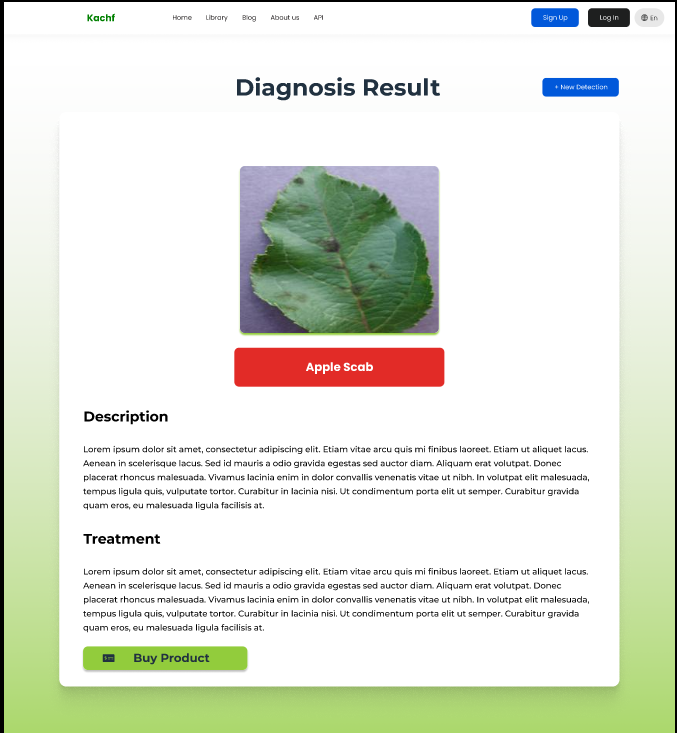 Kachf
Home Library Blog About us API
Sign Up Log In En
Diagnosis Result
+ New Detection
Apple Scab
Description
Lorem ipsum dolor sit amet, consectetur adipiscing elit. Etiam vitae arcu quis mi finibus laoreet. Etiam ut aliquet lacus.
Aenean in scelerisque lacus. Sed id mauris a odio gravida egestas sed auctor diam. Aliquam erat volutpat. Donec
placerat rhoncus malesuada. Vivamus lacinia enim in dolor convallis venenatis vitae ut nibh. In volutpat elit malesuada,
tempus ligula quis, vulputate tortor. Curabitur in lacinia nisi. Ut condimentum porta elit ut semper. Curabitur gravida
quam eros, eu malesuada ligula facilisis at.
Treatment
Lorem ipsum dolor sit amet, consectetur adipiscing elit. Etiam vitae arcu quis mi finibus laoreet. Etiam ut aliquet lacus.
Aenean in scelerisque lacus. Sed id mauris a odio gravida egestas sed auctor diam. Aliquam erat volutpat. Donec
placerat rhoncus malesuada. Vivamus lacinia enim in dolor convallis venenatis vitae ut nibh. In volutpat elit malesuada,
tempus ligula quis, vulputate tortor. Curabitur in lacinia nisi. Ut condimentum porta elit ut semper. Curabitur gravida
quam eros, eu malesuada ligula facilisis at.
Buy Product